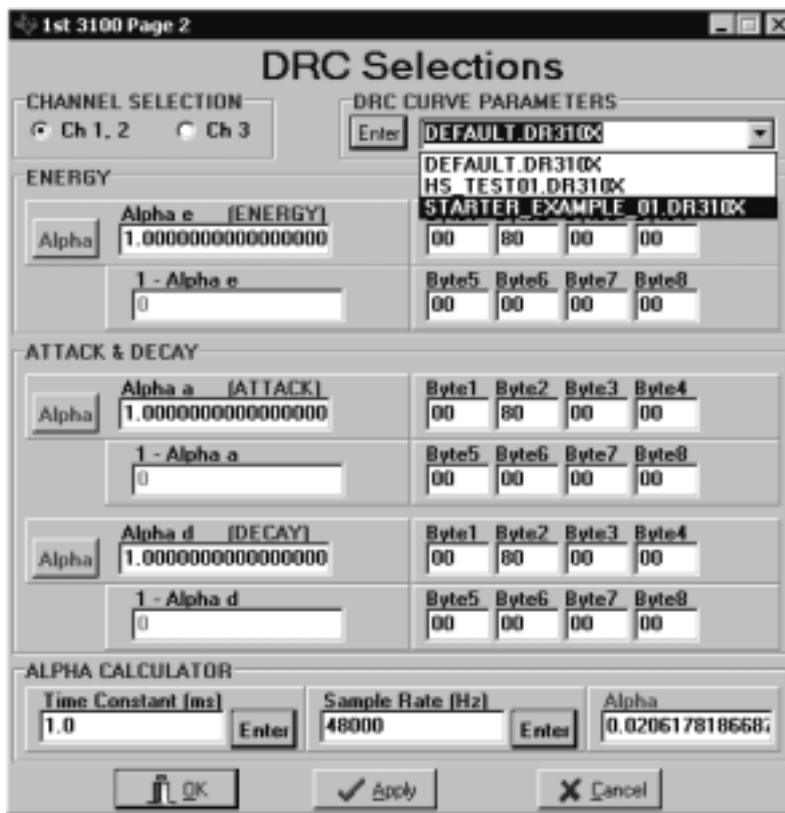 1st 3100 Page 2
DRC Selections
CHANNEL SELECTION
Ch 1, 2 Ch 3
DRC CURVE PARAMETERS
Enter DEFAULT.DR310X
DEFAULT.DR310X
HS_TEST01.DR310X
STARTER_EXAMPLE_01.DR310X
ENERGY
Alpha e (ENERGY)
Alpha 1.0000000000000000 00 80 00 00
1 - Alpha e Byte5 Byte6 Byte7 Byte8
0 00 00 00 00
ATTACK & DECAY
Alpha a (ATTACK) Byte1 Byte2 Byte3 Byte4
Alpha 1.0000000000000000 00 80 00 00
1 - Alpha a Byte5 Byte6 Byte7 Byte8
0 00 00 00 00
Alpha d (DECAY) Byte1 Byte2 Byte3 Byte4
Alpha 1.0000000000000000 00 80 00 00
1 - Alpha d Byte5 Byte6 Byte7 Byte8
0 00 00 00 00
ALPHA CALCULATOR
Time Constant (ms) Sample Rate (Hz) Alpha
1.0 Enter 48000 Enter
OK Apply Cancel